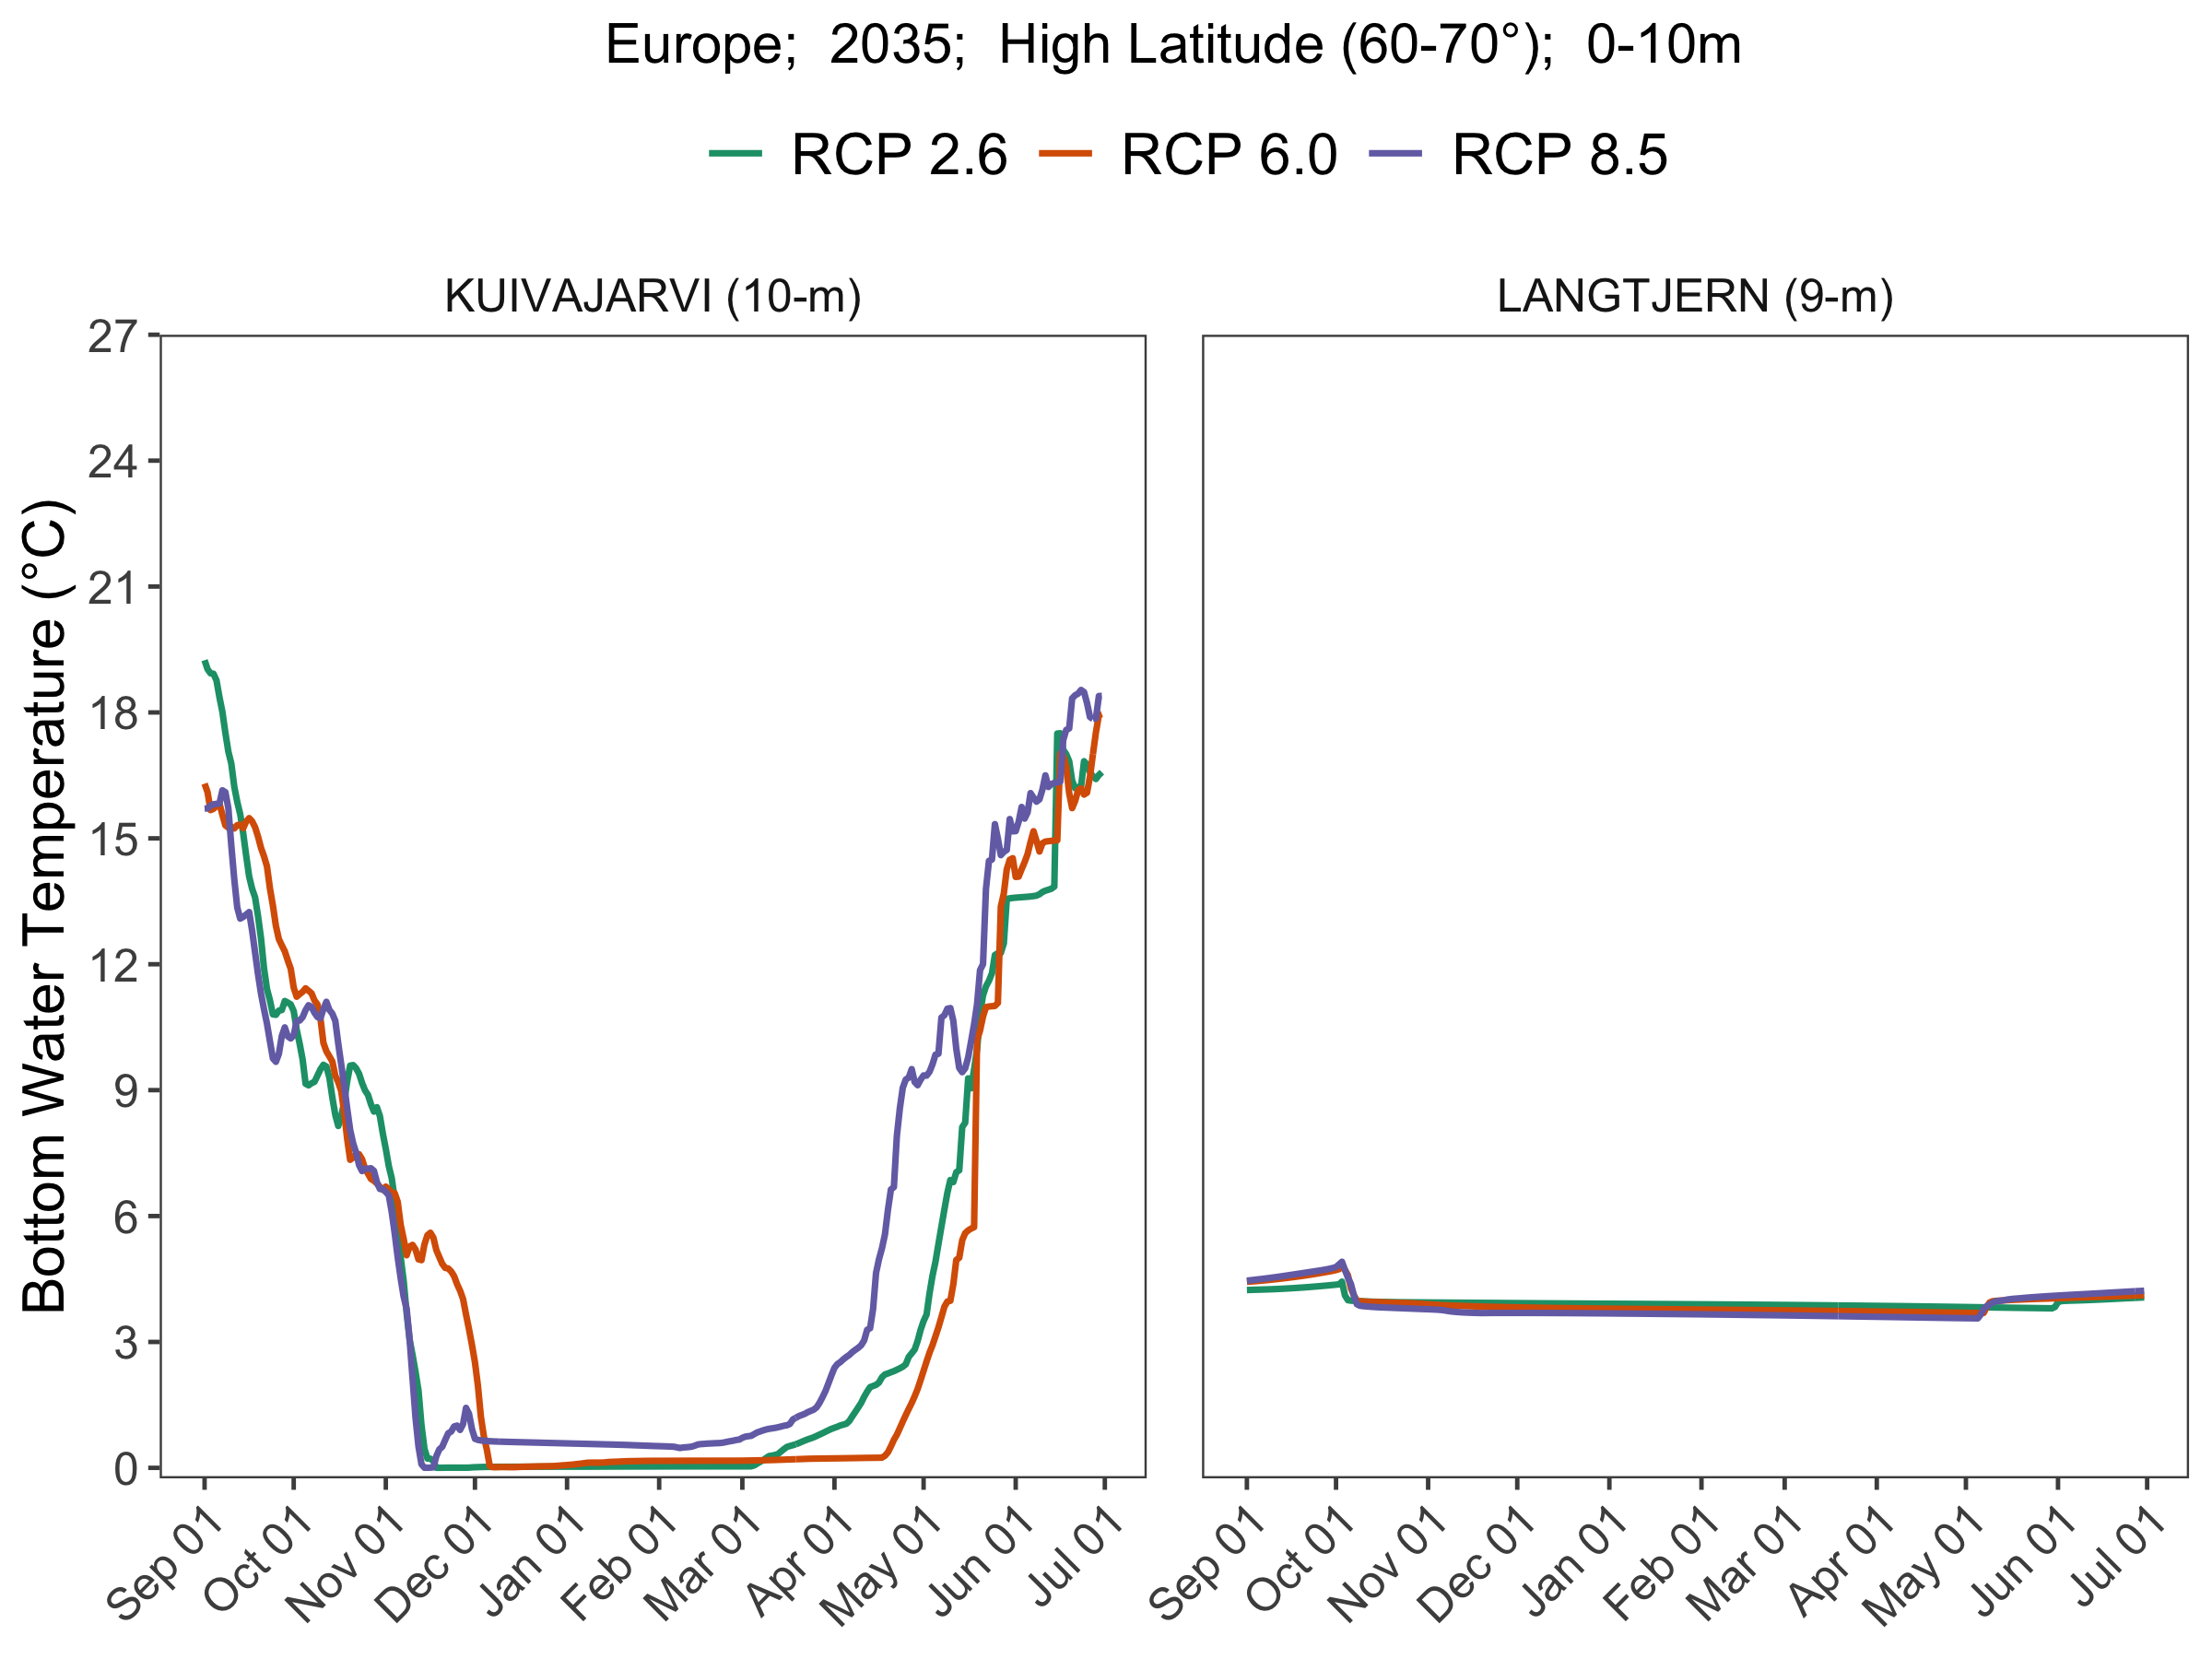 Europe; 2035; High Latitude (60-70°); 0-10m
RCP 2.6 RCP 6.0 RCP 8.5
KUIVAJARVI (10-m)
LANGTJERN (9-m)
Bottom Water Temperature (°C)
27
24
21
18
15
12
9
6
3
0
Sep 01 Oct 01 Nov 01 Dec 01 Jan 01 Feb 01 Mar 01 Apr 01 May 01 Jun 01 Jul 01
Sep 01 Oct 01 Nov 01 Dec 01 Jan 01 Feb 01 Mar 01 Apr 01 May 01 Jun 01 Jul 01